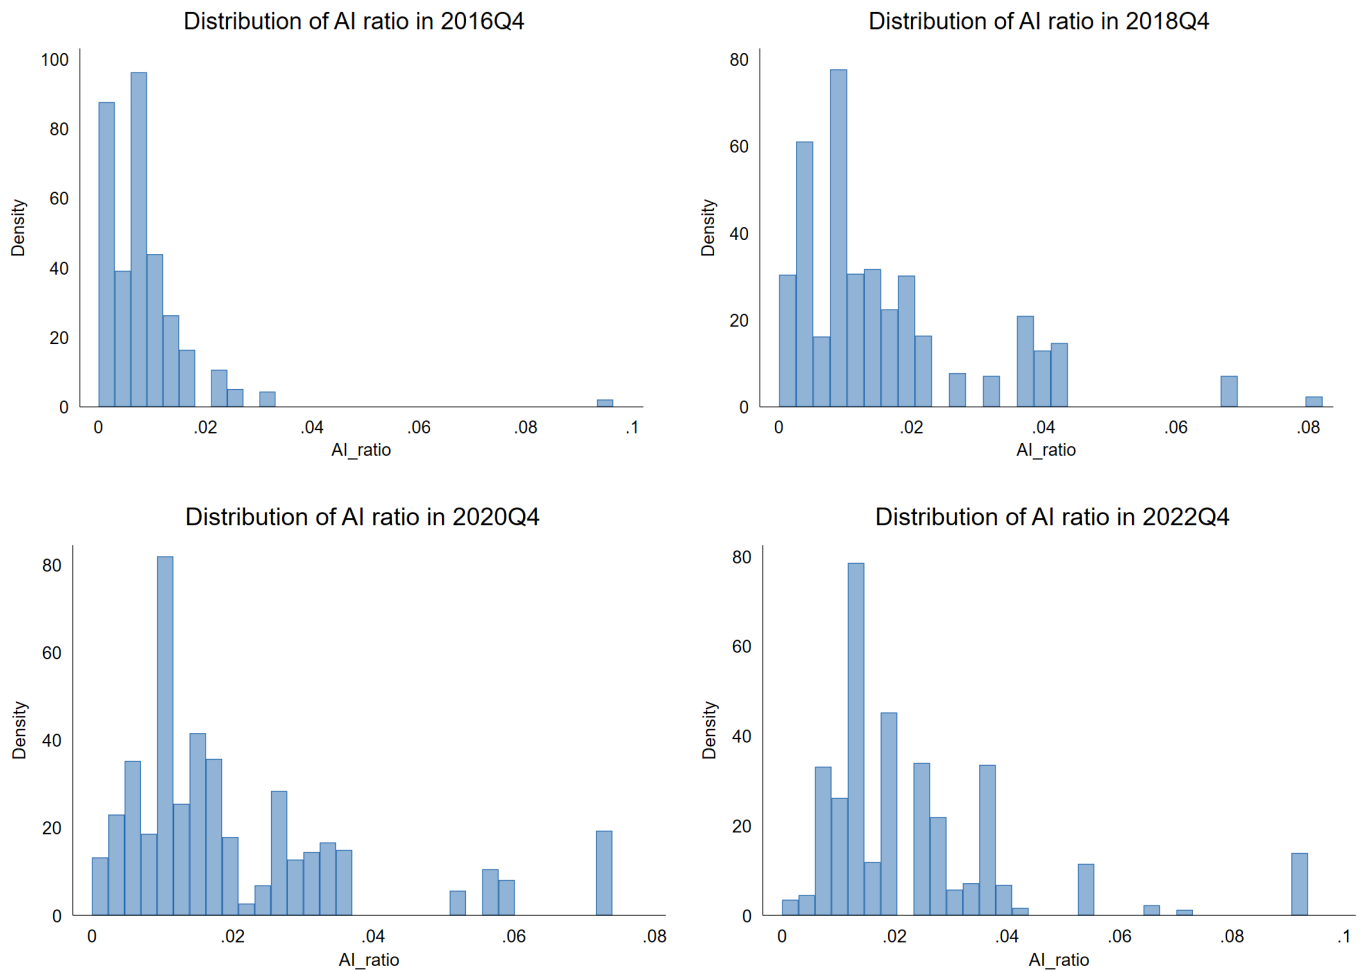 Distribution of AI ratio in 2016Q4
100
80
60
40
20
0
Density
0 .02 .04 .06 .08 .1
AI_ratio
Distribution of AI ratio in 2018Q4
80
60
40
20
0
Density
0 .02 .04 .06 .08
AI_ratio
Distribution of AI ratio in 2020Q4
80
60
40
20
0
Density
0 .02 .04 .06 .08
AI_ratio
Distribution of AI ratio in 2022Q4
80
60
40
20
0
Density
0 .02 .04 .06 .08 .1
AI_ratio